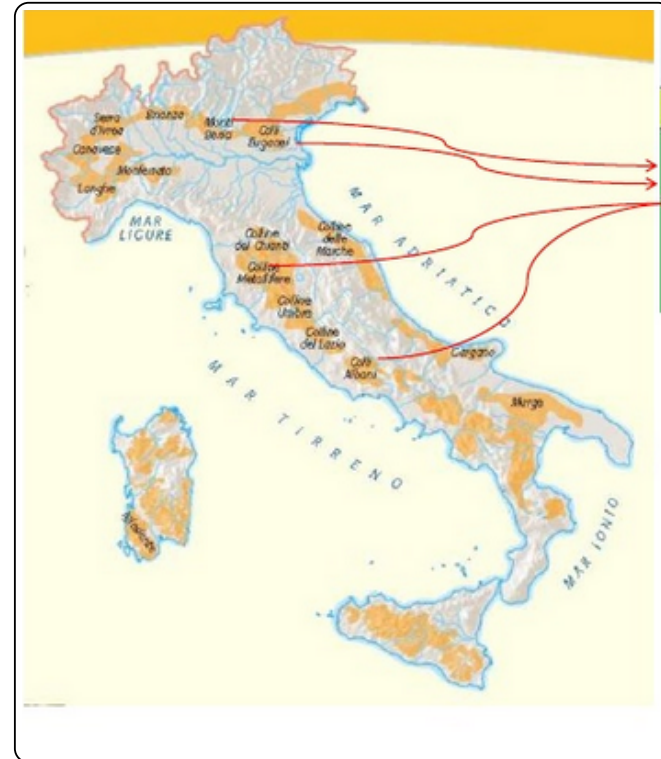 Serra
d'Ivrea
Brianza
Monti
Berici
Colli
Euganei
Canavese
Monferrato
Langhe
MAR
LIGURE
MAR ADRIATICO
Colline
del Chianti
Colline
delle
Marche
Colline
Metallifere
Colline
Umbre
Colline
del Lazio
Colli
Albani
Gargano
Murge
MAR TIRRENO
MAR IONIO